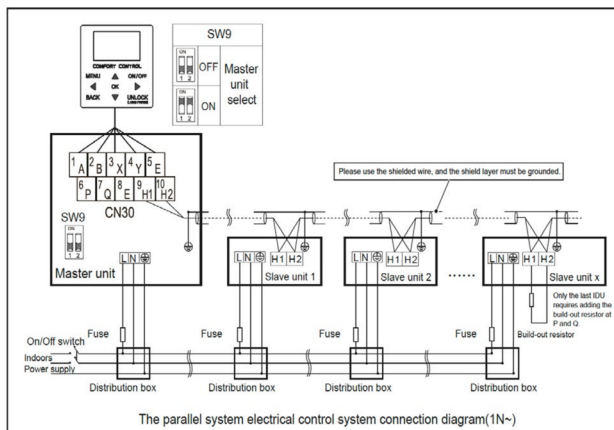 SW9
ON
1 2
OFF
Master
unit
select
ON
1 2
ON
COMFORT CONTROL
MENU
ON/OFF
OK
BACK
UNLOCK
1 2 3 4 5
A B X Y E
6 7 8 9 10
P Q E H1 H2
CN30
SW9
ON
1 2
Master unit
L N
Please use the shielded wire, and the shield layer must be grounded.
L N
H1 H2
Slave unit 1
L N
H1 H2
Slave unit 2
......
L N
H1 H2
Slave unit x
Only the last IDU
requires adding the
build-out resistor at
P and Q.
Build-out resistor
Fuse
Fuse
Fuse
Fuse
On/Off switch
Indoors
Power supply
Distribution box
Distribution box
Distribution box
Distribution box
The parallel system electrical control system connection diagram(1N~)